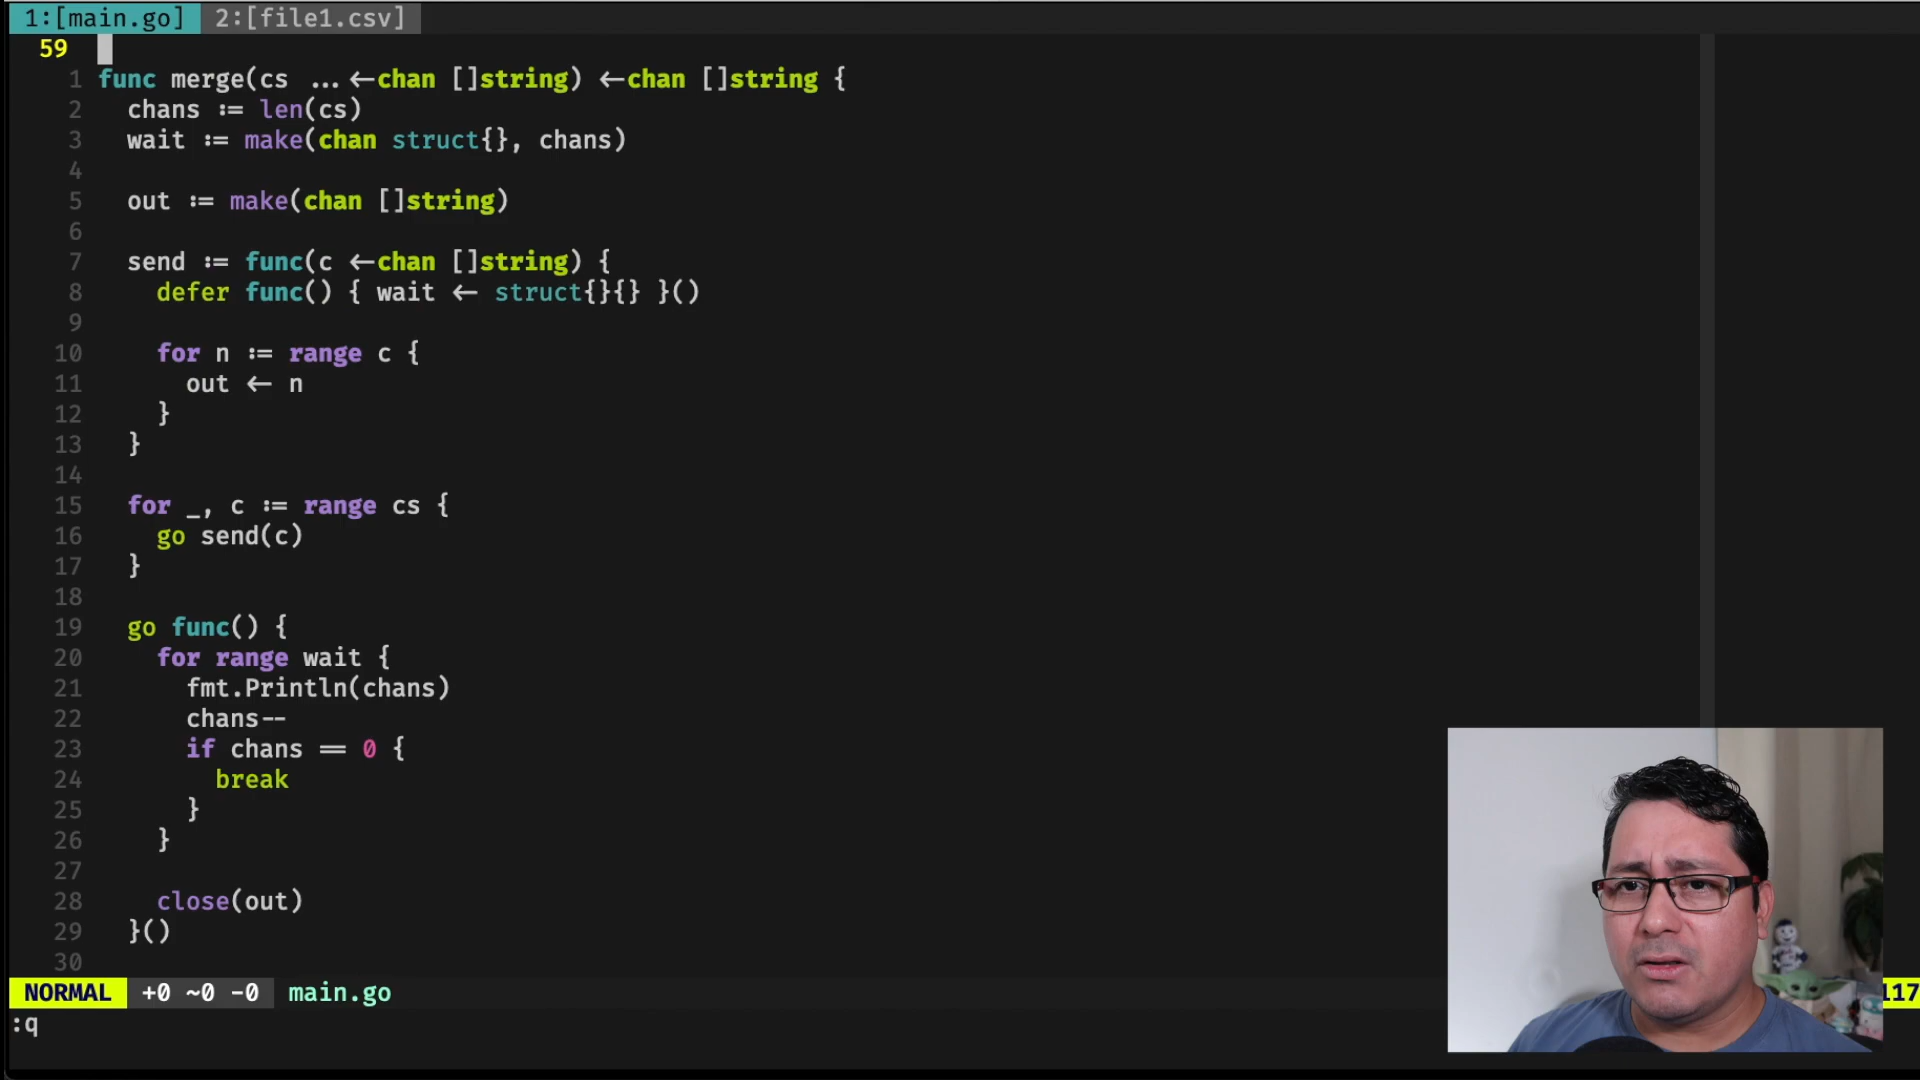 1:[main.go] 2:[file1.csv]
59
1 func merge(cs ...<-chan []string) <-chan []string {
2 chans := len(cs)
3 wait := make(chan struct{}, chans)
4
5 out := make(chan []string)
6
7 send := func(c <-chan []string) {
8 defer func() { wait <- struct{}{} }()
9
10 for n := range c {
11 out <- n
12 }
13 }
14
15 for _, c := range cs {
16 go send(c)
17 }
18
19 go func() {
20 for range wait {
21 fmt.Println(chans)
22 chans--
23 if chans == 0 {
24 break
25 }
26 }
27
28 close(out)
29 }()
30
NORMAL +0 ~0 -0 main.go 117
:q